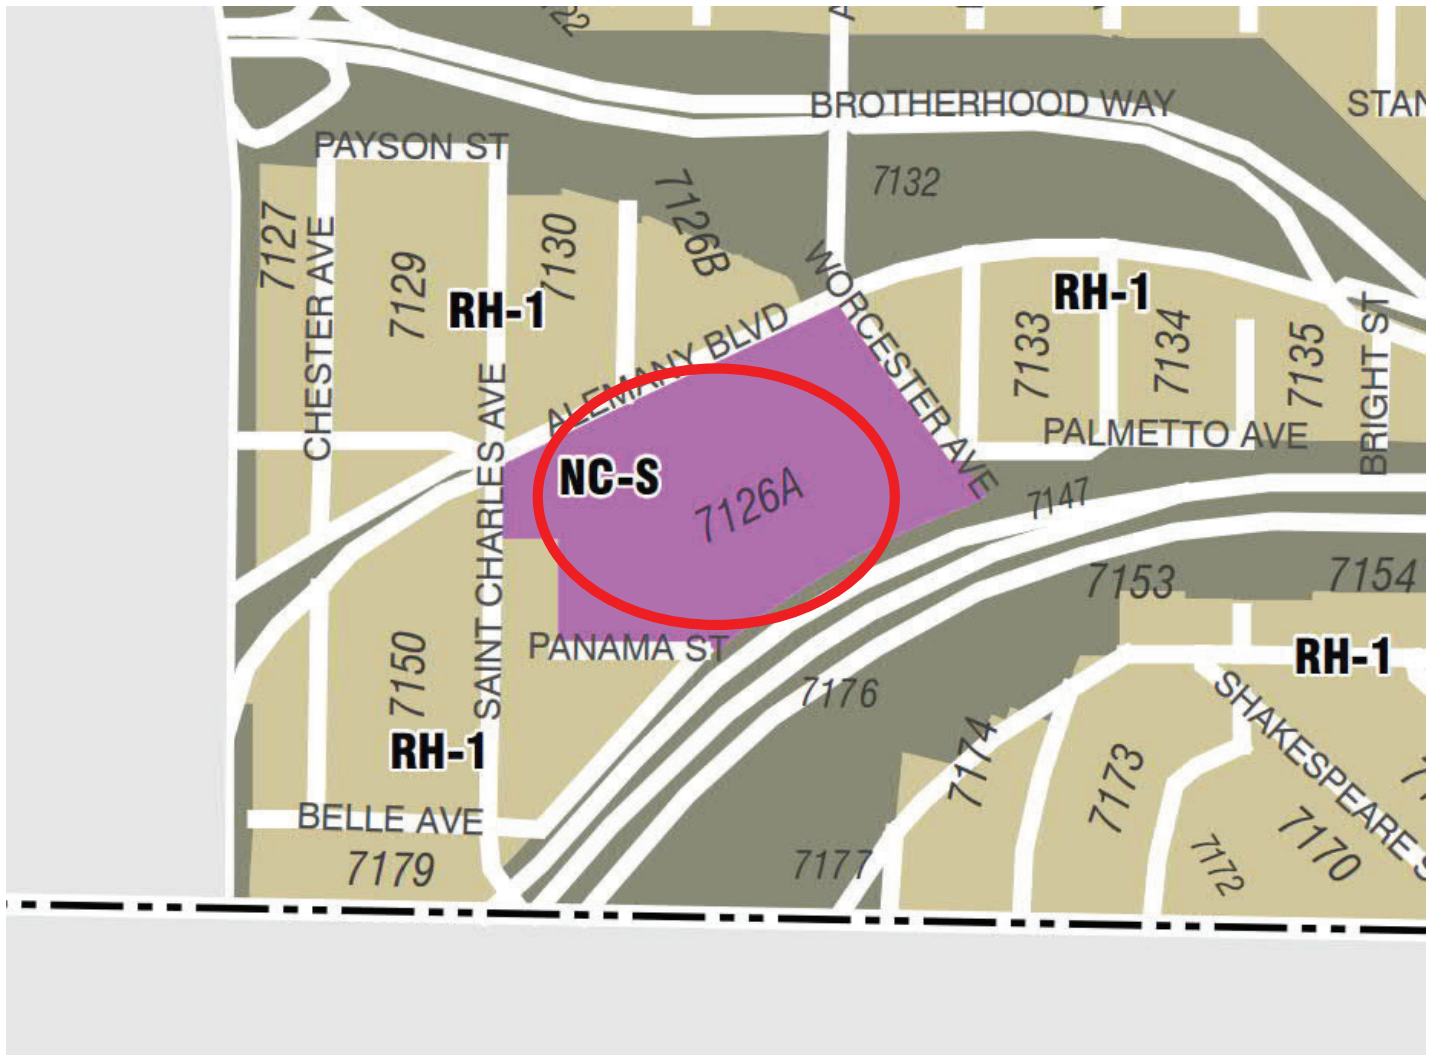 BROTHERHOOD WAY
STAN
PAYSON ST
7132
7126B
7127
7130
CHESTER AVE
7129
RH-1
WORCESTER AVE
RH-1
ALEMANY BLVD
7133
7134
7135
BRIGHT ST
PALMETTO AVE
SAINT CHARLES AVE
NC-S
7126A
7147
7153
7154
PANAMA ST
7150
7176
RH-1
SHAKESPEARE S
RH-1
7174
7173
BELLE AVE
7170
7172
7179
7177